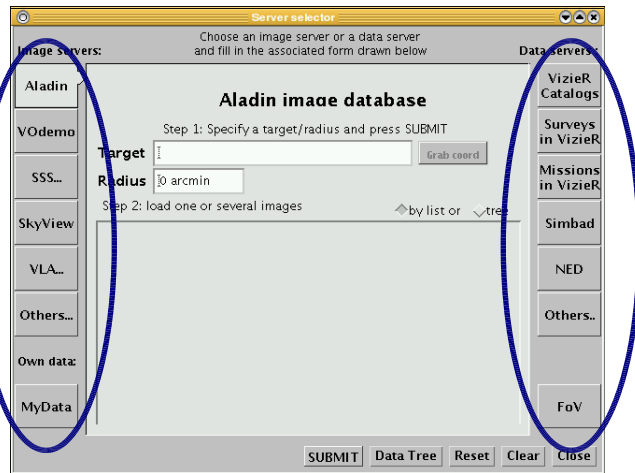 Server selector
Choose an image server or a data server
and fill in the associated form drawn below
Image servers:
Data servers:
Aladin
VOdemo
SSS...
SkyView
VLA...
Others...
Own data:
MyData
Aladin image database
Step 1: Specify a target/radius and press SUBMIT
Target
Grab coord
Radius
0 arcmin
Step 2: load one or several images
by list or
tree
VizieR
Catalogs
Surveys
in VizieR
Missions
in VizieR
Simbad
NED
Others..
FoV
SUBMIT
Data Tree
Reset
Clear
Close